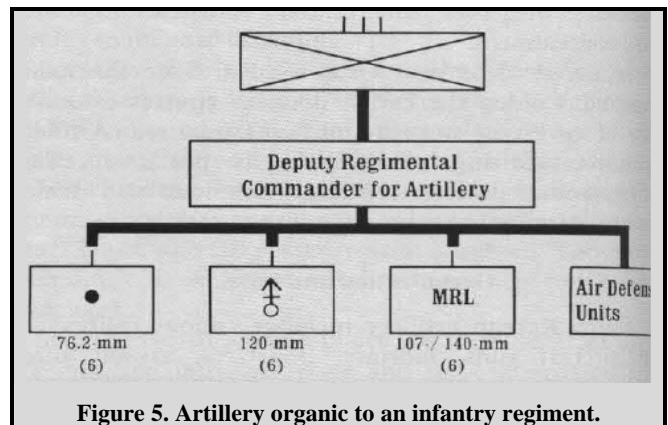 Deputy Regimental
Commander for Artillery
MRL
Air Defens
Units
76.2-mm
120-mm
107-/140-mm
(6)
(6)
(6)
Figure 5. Artillery organic to an infantry regiment.